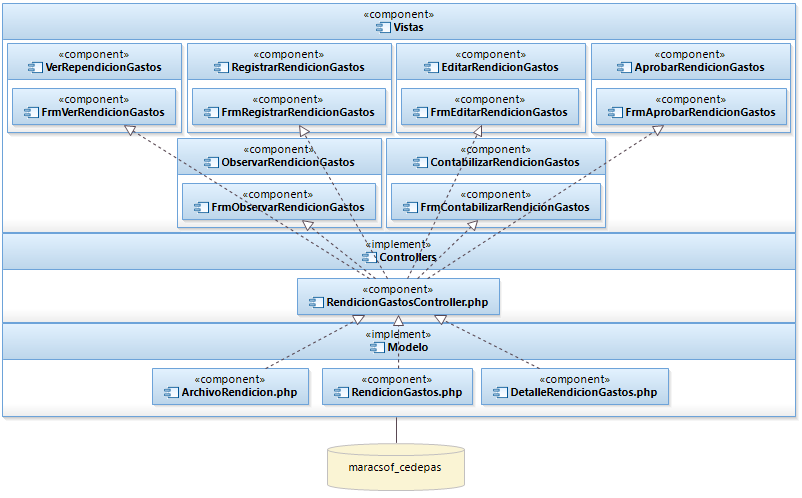 «component»
Vistas
«component»
VerRependicionGastos
«component»
RegistrarRendicionGastos
«component»
EditarRendicionGastos
«component»
AprobarRendicionGastos
«component»
FrmVerRendicionGastos
«component»
FrmRegistrarRendicionGastos
«component»
FrmEditarRendicionGastos
«component»
FrmAprobarRendicionGastos
«component»
ObservarRendicionGastos
«component»
ContabilizarRendicionGastos
«component»
FrmObservarRendicionGastos
«component»
FrmContabilizarRendiciónGastos
«implement»
Controllers
«component»
RendicionGastosController.php
«implement»
Modelo
«component»
ArchivoRendicion.php
«component»
RendicionGastos.php
«component»
DetalleRendicionGastos.php
maracsof_cedepas